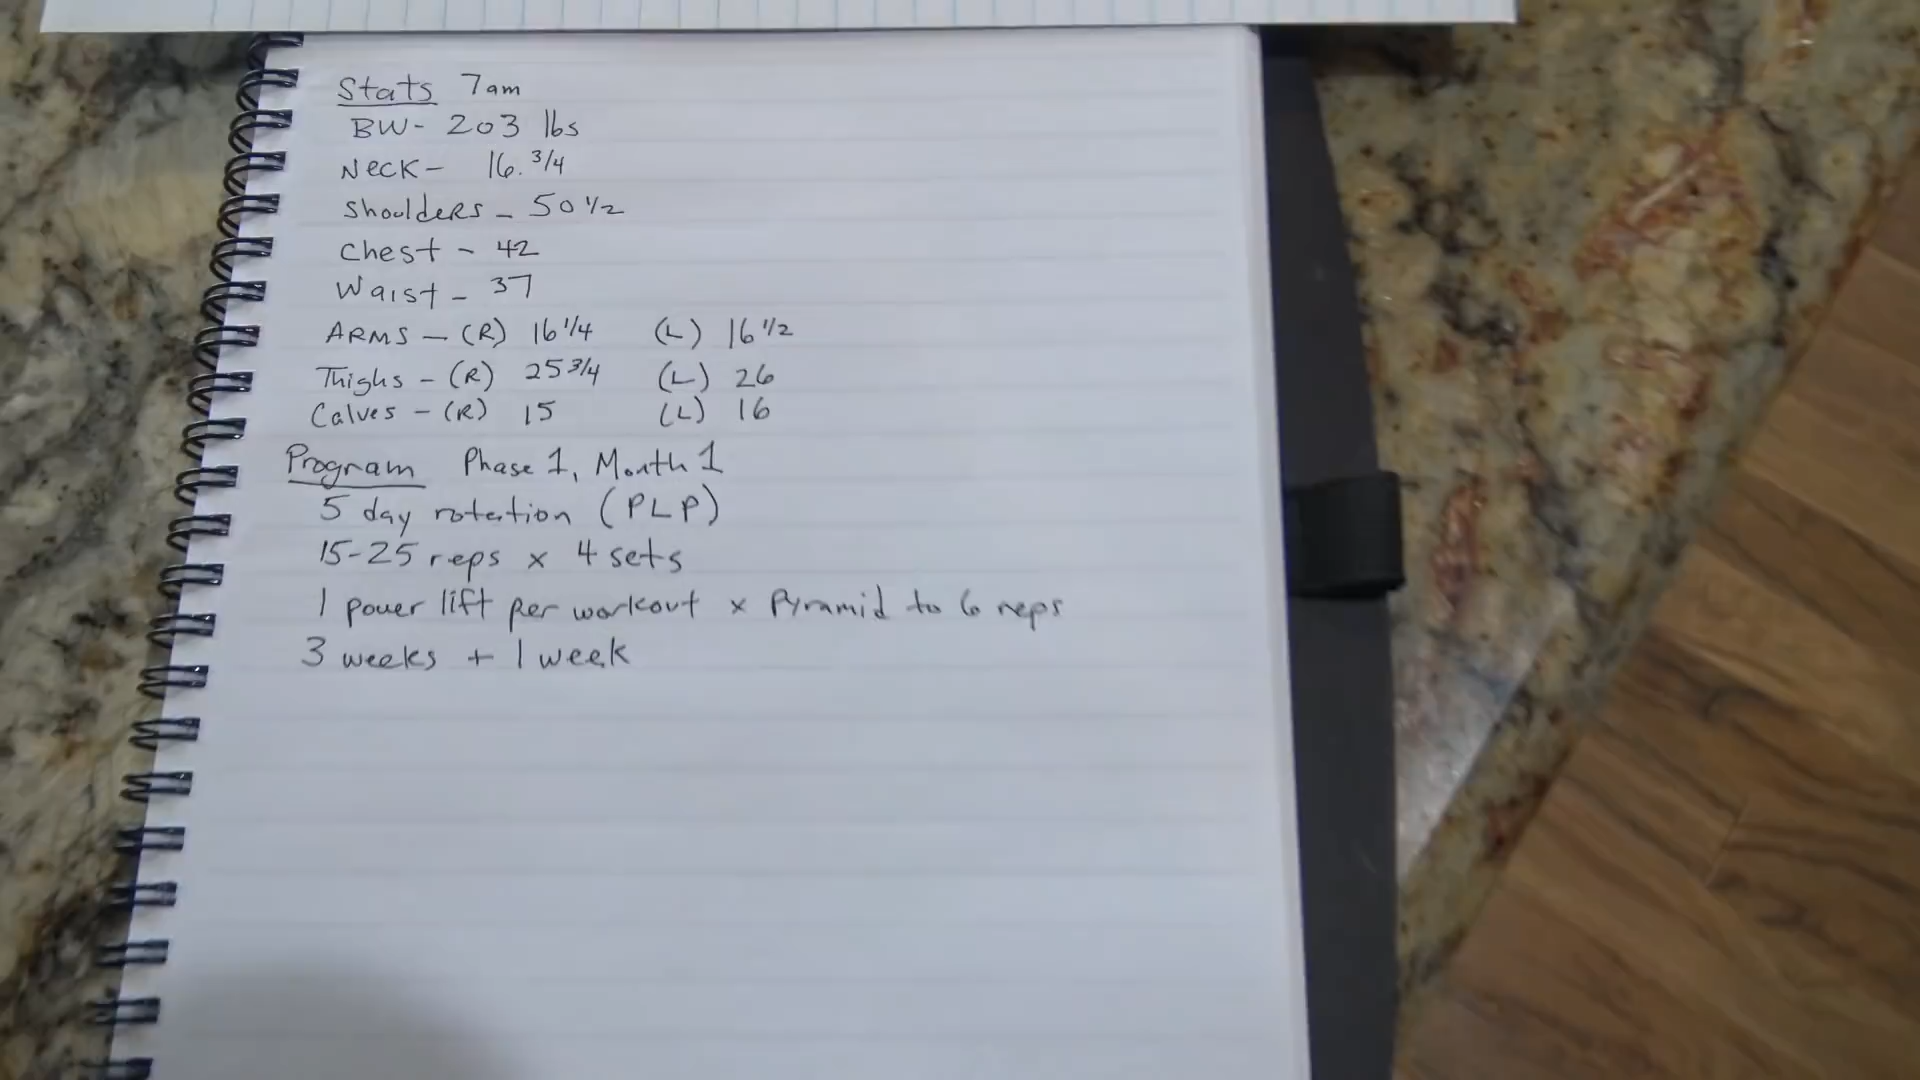 Stats 7am
BW- 203 lbs
Neck- 16.3/4
Shoulders - 50 1/2
Chest - 42
Waist - 37
ARMS - (R) 16 1/4 (L) 16 1/2
Thighs - (R) 25 3/4 (L) 26
Calves - (R) 15 (L) 16
Program Phase 1, Month 1
5 day rotation (PLP)
15-25 reps x 4 sets
1 power lift per workout x Pyramid to 6 reps
3 weeks + 1 week